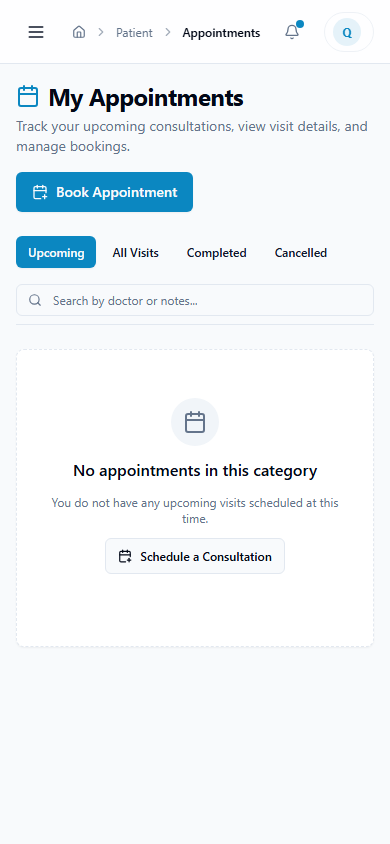 Patient
Appointments
Q
My Appointments
Track your upcoming consultations, view visit details, and
manage bookings.
Book Appointment
Upcoming
All Visits
Completed
Cancelled
Search by doctor or notes...
No appointments in this category
You do not have any upcoming visits scheduled at this
time.
Schedule a Consultation